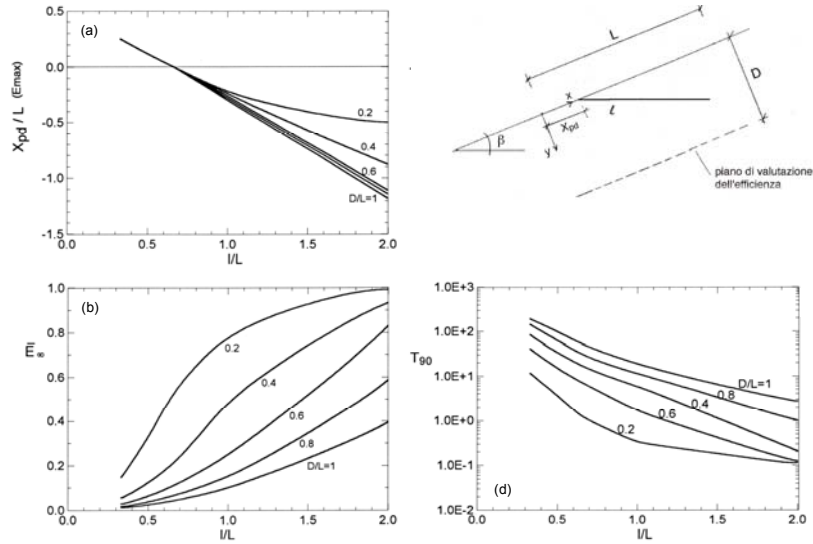 (a)
X_pd / L (Emax)
0.5
0.0
-0.5
-1.0
-1.5
0.2
0.4
0.6
D/L=1
0.0 0.5 1.0 1.5 2.0
l/L
L
D
x
X_pd
ℓ
y
β
piano di valutazione
dell'efficienza
(b)
1.0
0.8
0.6
0.4
0.2
0.0
0.2
0.4
0.6
0.8
D/L=1
0.0 0.5 1.0 1.5 2.0
l/L
T90
1.0E+3
1.0E+2
1.0E+1
1.0E+0
1.0E-1
1.0E-2
D/L=1
0.8
0.4
0.6
0.2
(d)
0.0 0.5 1.0 1.5 2.0
l/L